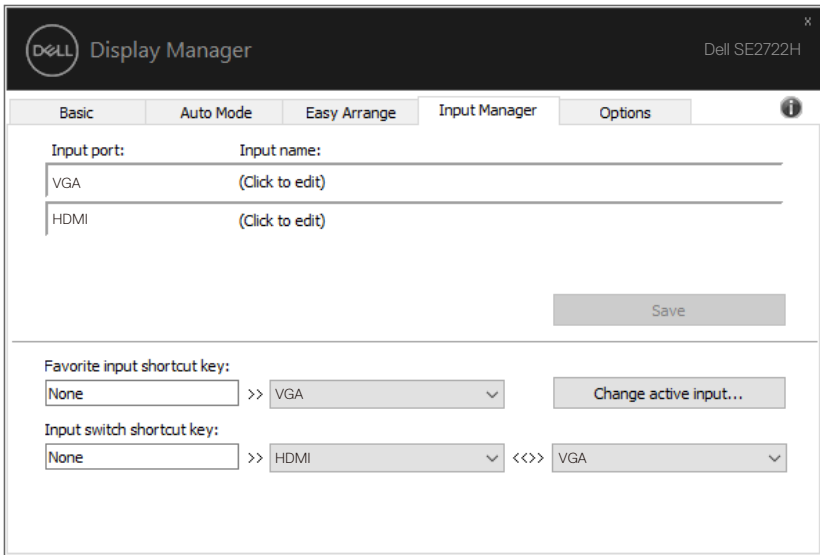 x
DELL Display Manager
Dell SE2722H
Basic Auto Mode Easy Arrange Input Manager Options i
Input port: Input name:
VGA (Click to edit)
HDMI (Click to edit)
Save
Favorite input shortcut key:
None >> VGA Change active input...
Input switch shortcut key:
None >> HDMI <<>> VGA